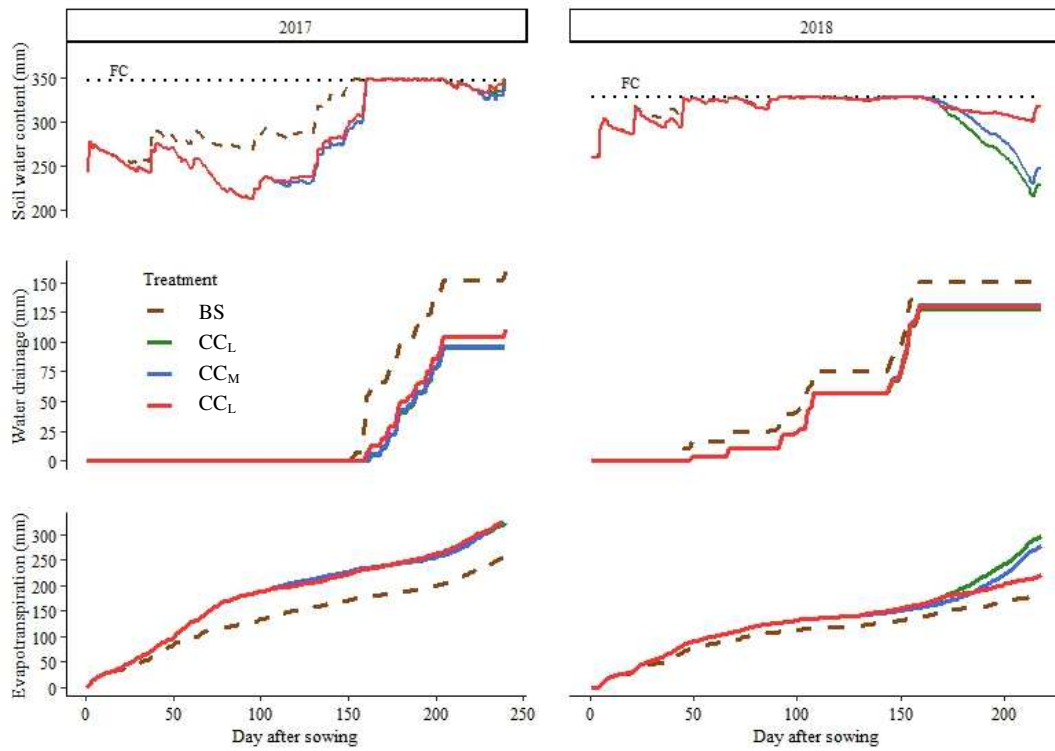 2017
2018
Soil water content (mm)
350
300
250
200
FC
FC
Water drainage (mm)
150
125
100
75
50
25
0
Treatment
BS
CCL
CCM
CCL
Evapotranspiration (mm)
300
250
200
150
100
50
0
0 50 100 150 200 250
0 50 100 150 200
Day after sowing
Day after sowing